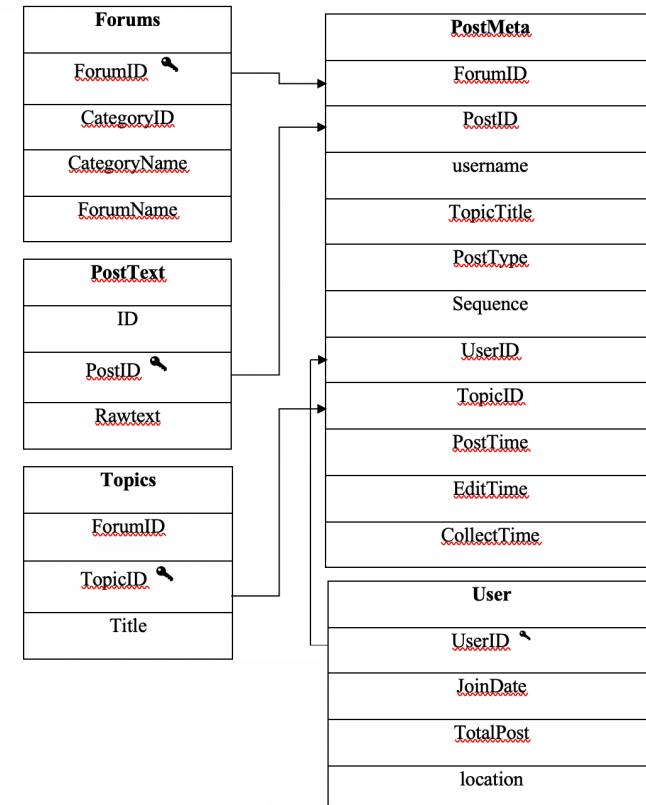 Forums
ForumID
CategoryID
CategoryName
ForumName
PostText
ID
PostID
Rawtext
Topics
ForumID
TopicID
Title
PostMeta
ForumID
PostID
username
TopicTitle
PostType
Sequence
UserID
TopicID
PostTime
EditTime
CollectTime
User
UserID
JoinDate
TotalPost
location